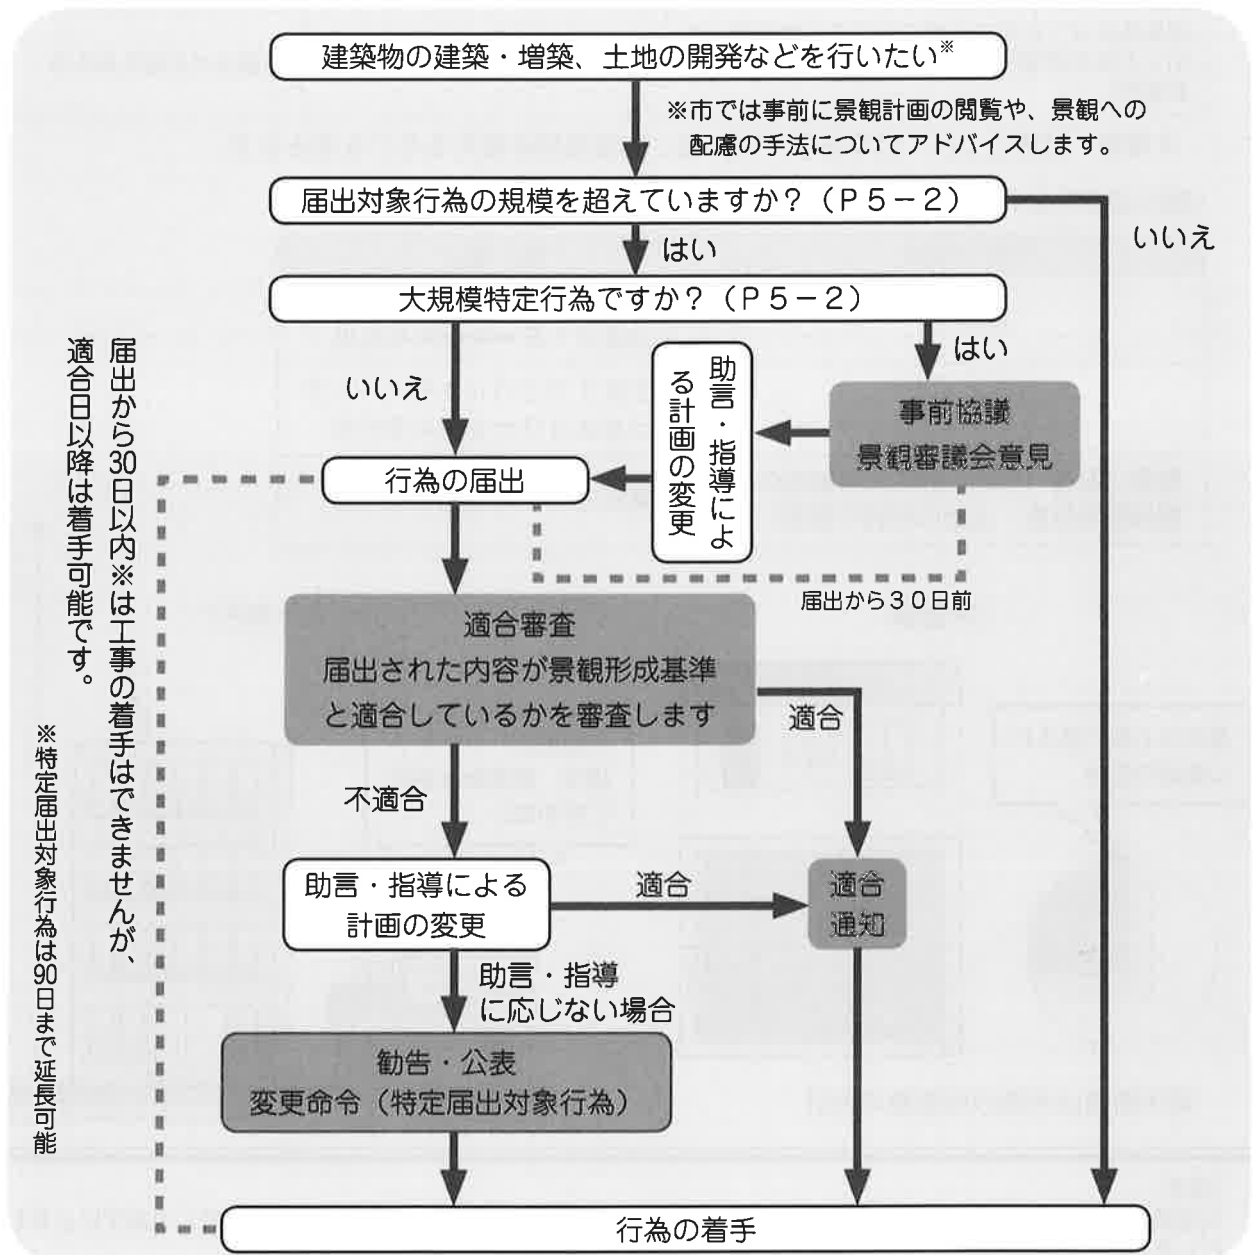 建築物の建築・増築、土地の開発などを行いたい※
※市では事前に景観計画の閲覧や、景観への
配慮の手法についてアドバイスします。
届出対象行為の規模を超えていますか？（Ｐ５－２）
いいえ
はい
大規模特定行為ですか？（Ｐ５－２）
はい
いいえ
事前協議
景観審議会意見
助言・指導によ
る計画の変更
行為の届出
届出から３０日前
適合審査
届出された内容が景観形成基準
と適合しているかを審査します
適合
不適合
助言・指導による
計画の変更
適合
適合
通知
助言・指導
に応じない場合
勧告・公表
変更命令（特定届出対象行為）
行為の着手
届出から30日以内※は工事の着手はできませんが、
適合日以降は着手可能です。
※特定届出対象行為は90日まで延長可能